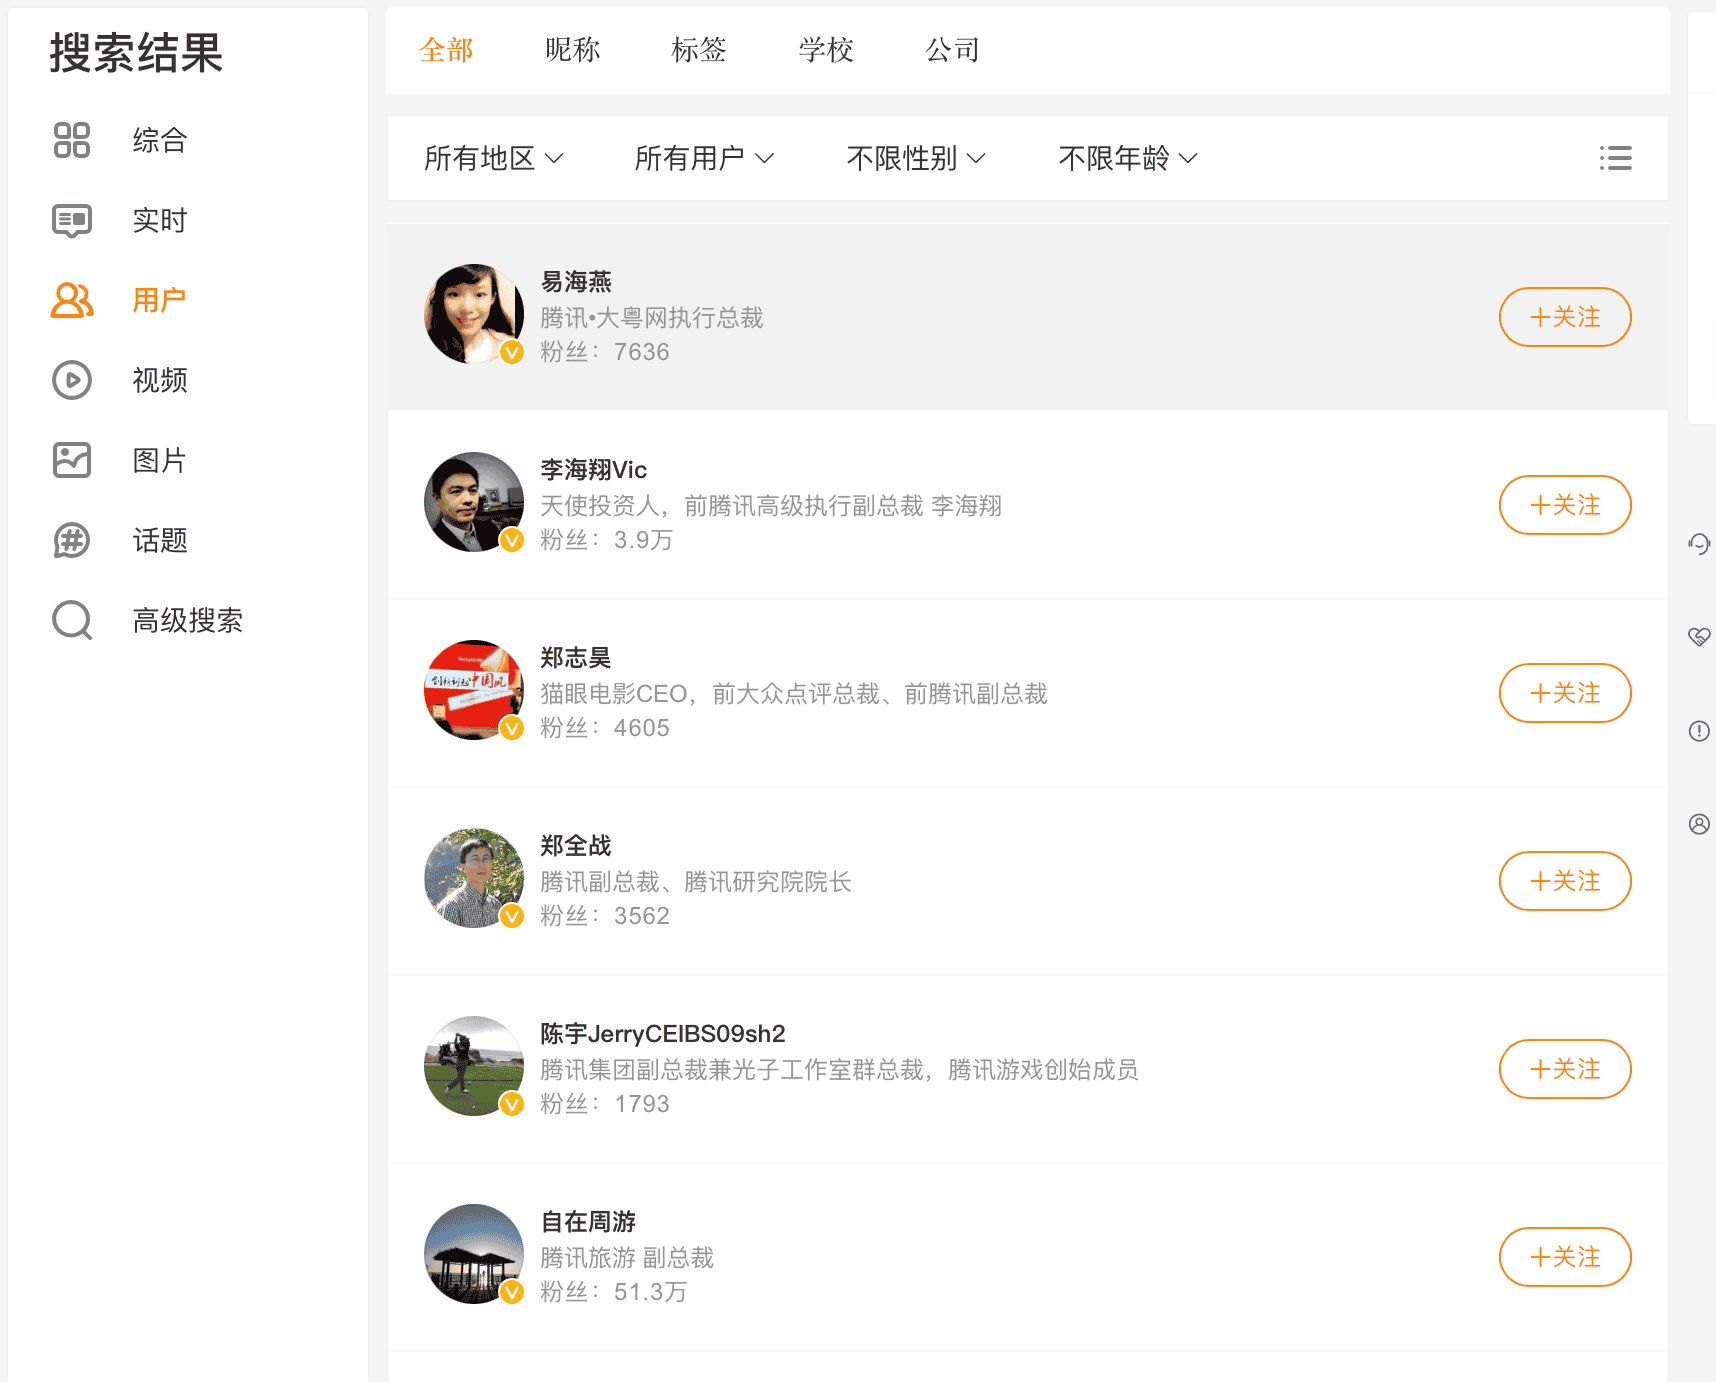 搜索结果
综合
实时
用户
视频
图片
话题
高级搜索
全部 昵称 标签 学校 公司
所有地区 所有用户 不限性别 不限年龄
易海燕
腾讯•大粤网执行总裁
粉丝：7636
+关注
李海翔Vic
天使投资人，前腾讯高级执行副总裁 李海翔
粉丝：3.9万
+关注
创新制造中国风
郑志昊
猫眼电影CEO，前大众点评总裁、前腾讯副总裁
粉丝：4605
+关注
郑全战
腾讯副总裁、腾讯研究院院长
粉丝：3562
+关注
陈宇JerryCEIBS09sh2
腾讯集团副总裁兼光子工作室群总裁，腾讯游戏创始成员
粉丝：1793
+关注
自在周游
腾讯旅游 副总裁
粉丝：51.3万
+关注